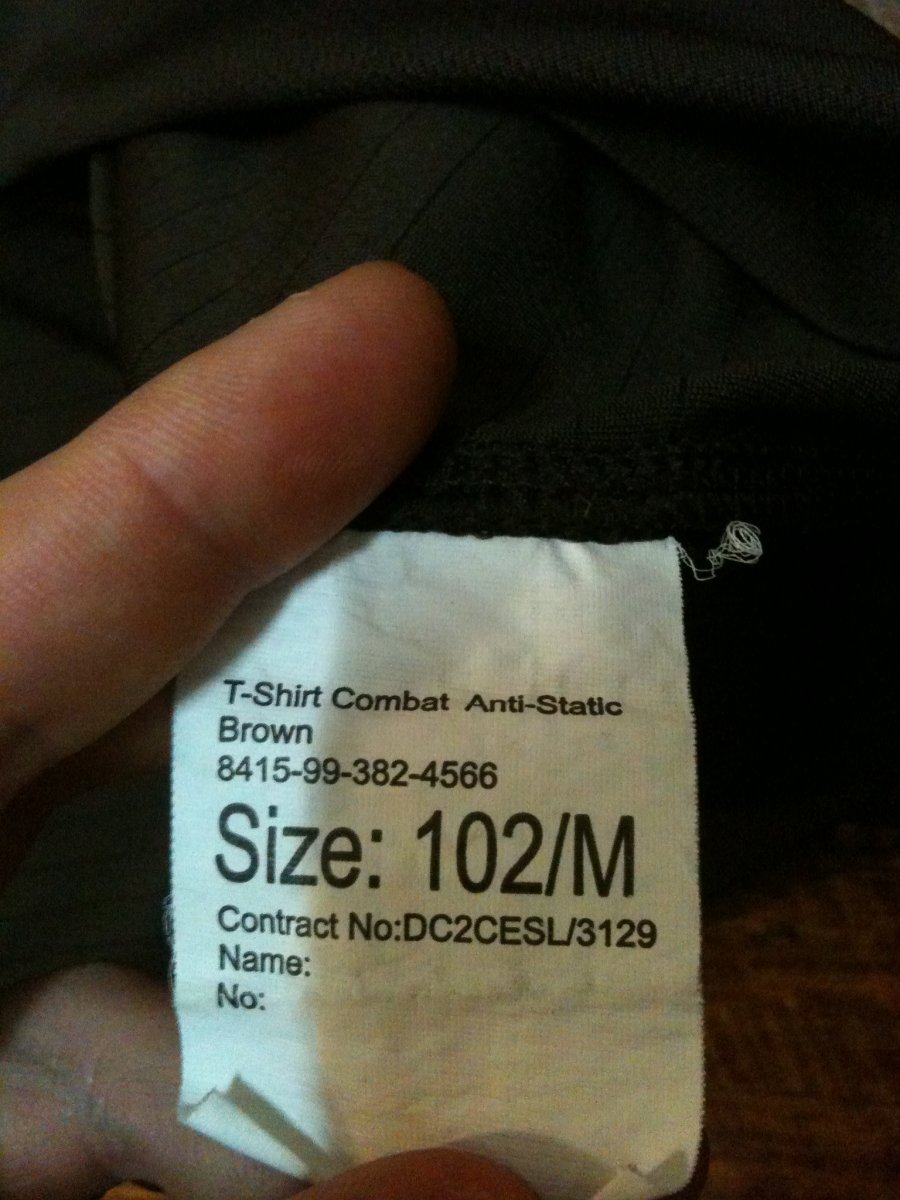 T-Shirt Combat Anti-Static
Brown
8415-99-382-4566
Size: 102/M
Contract No:DC2CESL/3129
Name:
No: